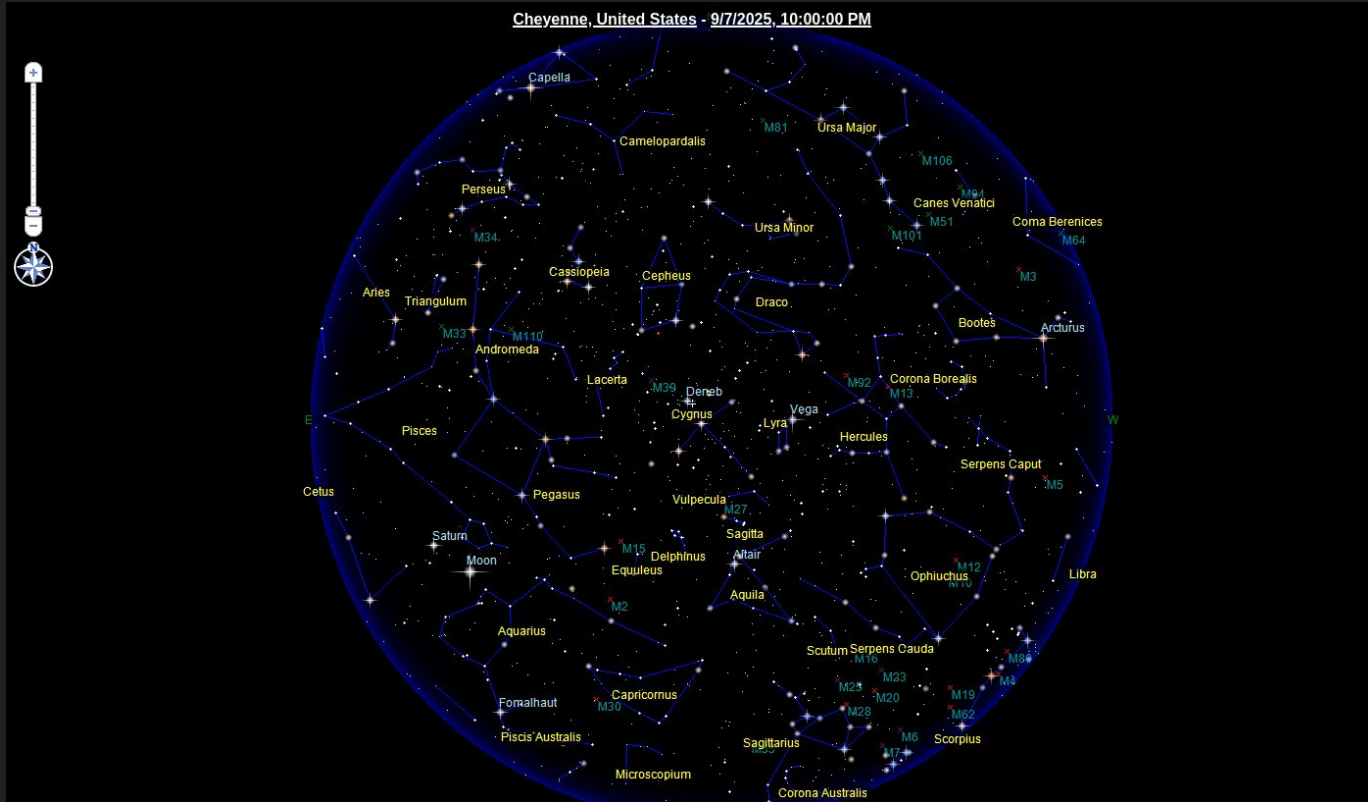 Cheyenne, United States - 9/7/2025, 10:00:00 PM
+
−
N
Capella
Camelopardalis
M81
Ursa Major
M106
Perseus
M94
Canes Venatici
M51
Coma Berenices
M34
Ursa Minor
M101
M64
Cassiopeia
Cepheus
M3
Aries
Triangulum
Draco
Bootes
Arcturus
M33
M110
Andromeda
Lacerta
M39
Deneb
M92
Corona Borealis
M13
E
Cygnus
Vega
Lyra
W
Pisces
Hercules
Serpens Caput
Cetus
Pegasus
Vulpecula
M27
M5
Saturn
Sagitta
Moon
M15
Delphinus
Altair
Equuleus
M12
Ophiuchus
M10
Libra
M2
Aquila
Aquarius
Scutum
Serpens Cauda
M16
M80
M23
M4
M25
M20
M19
Capricornus
Fomalhaut
M30
M28
M62
Piscis Australis
Sagittarius
M6
Scorpius
M55
M7
Microscopium
Corona Australis